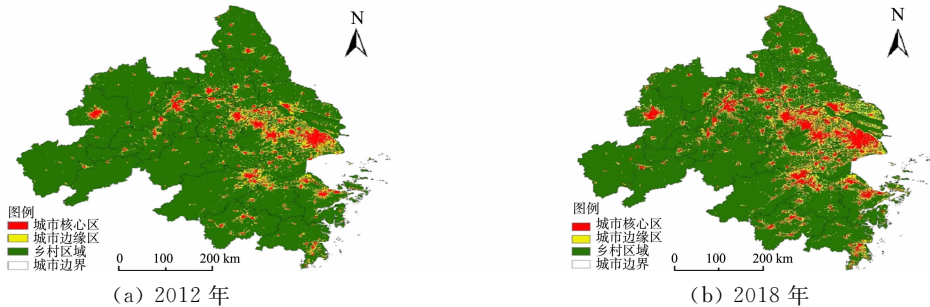 N
图例
城市核心区
城市边缘区
乡村区域
城市边界
0 100 200 km
(a) 2012 年
N
图例
城市核心区
城市边缘区
乡村区域
城市边界
0 100 200 km
(b) 2018 年